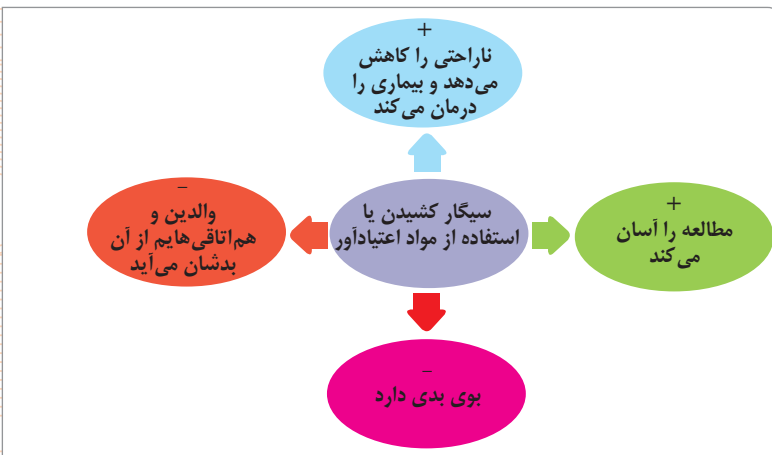 +
ناراحتی را کاهش
می‌دهد و بیماری را
درمان می‌کند
+
مطالعه را آسان
می‌کند
سیگار کشیدن یا
استفاده از مواد اعتیادآور
–
والدین و
هم‌اتاقی‌هایم از آن
بدشان می‌آید
–
بوی بدی دارد